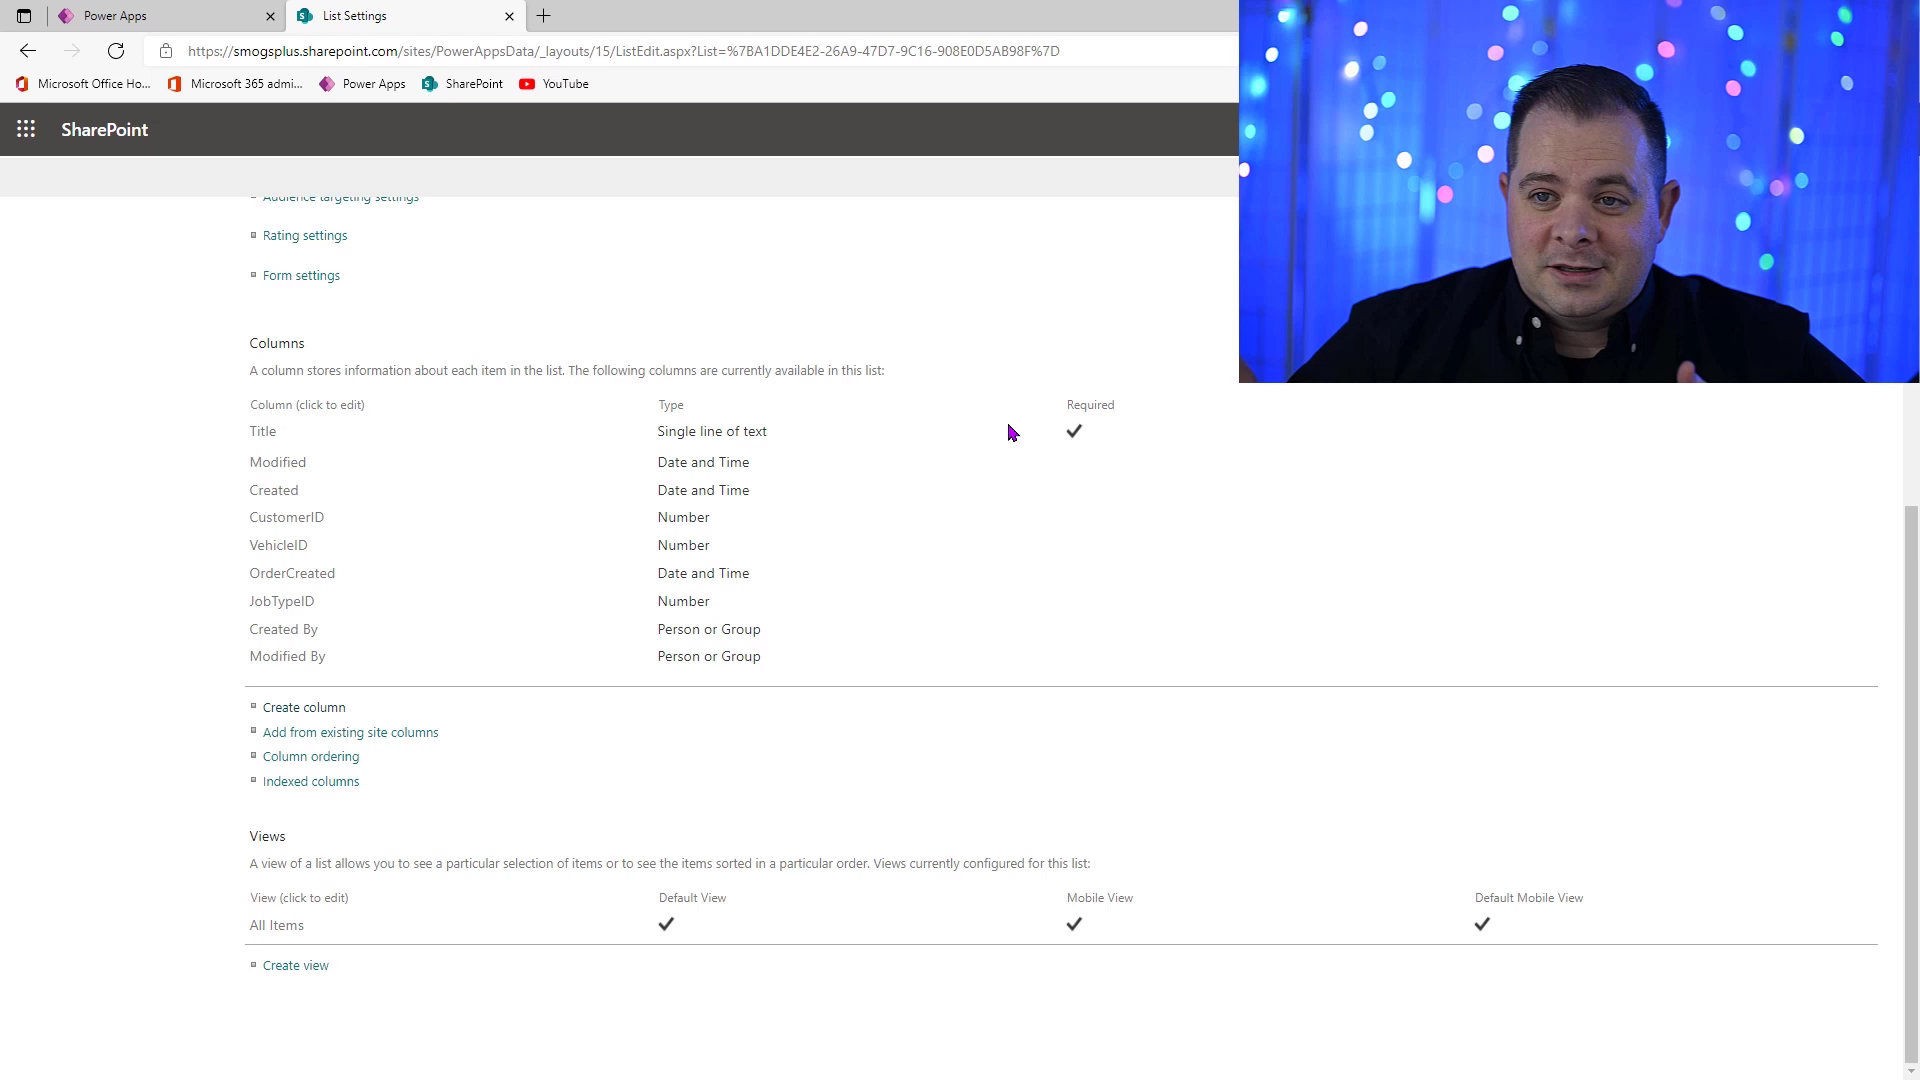 Power Apps
List Settings
https://smogsplus.sharepoint.com/sites/PowerAppsData/_layouts/15/ListEdit.aspx?List=%7BA1DDE4E2-26A9-47D7-9C16-908E0D5AB98F%7D
Microsoft Office Ho...
Microsoft 365 admi...
Power Apps
SharePoint
YouTube
SharePoint
Audience targeting settings
Rating settings
Form settings
Columns
A column stores information about each item in the list. The following columns are currently available in this list:
Column (click to edit) Type Required
Title Single line of text
Modified Date and Time
Created Date and Time
CustomerID Number
VehicleID Number
OrderCreated Date and Time
JobTypeID Number
Created By Person or Group
Modified By Person or Group
Create column
Add from existing site columns
Column ordering
Indexed columns
Views
A view of a list allows you to see a particular selection of items or to see the items sorted in a particular order. Views currently configured for this list:
View (click to edit) Default View Mobile View Default Mobile View
All Items
Create view